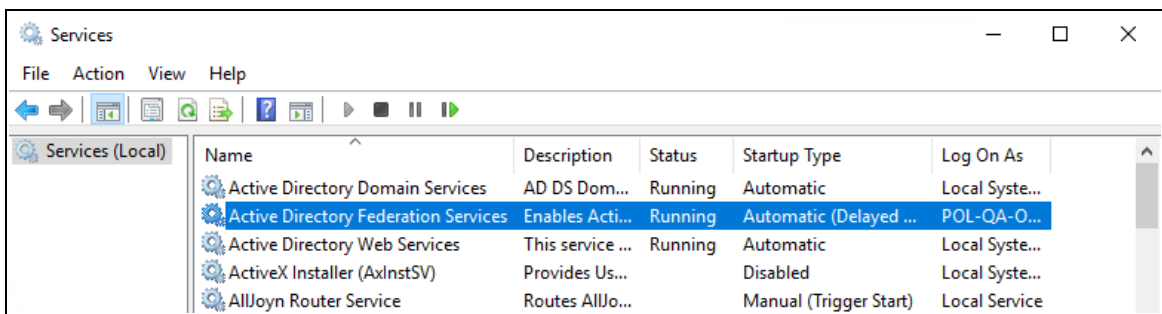 Services
File Action View Help
Services (Local)
Name Description Status Startup Type Log On As
Active Directory Domain Services AD DS Dom... Running Automatic Local Syste...
Active Directory Federation Services Enables Acti... Running Automatic (Delayed ... POL-QA-O...
Active Directory Web Services This service ... Running Automatic Local Syste...
ActiveX Installer (AxInstSV) Provides Us... Disabled Local Syste...
AllJoyn Router Service Routes AllJo... Manual (Trigger Start) Local Service